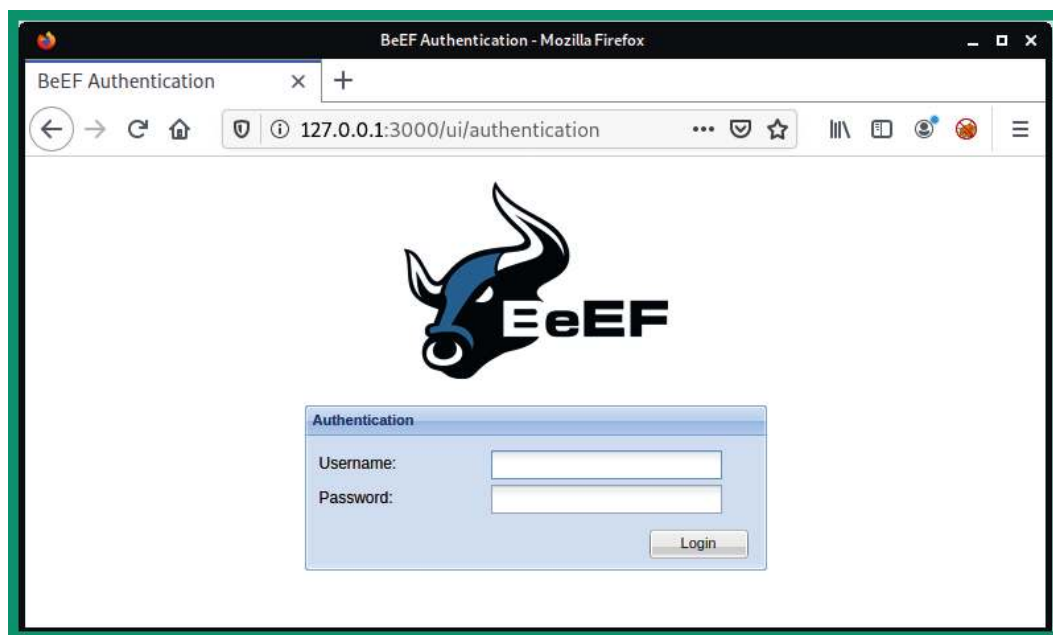 BeEF Authentication - Mozilla Firefox
BeEF Authentication
127.0.0.1:3000/ui/authentication
BeEF
Authentication
Username:
Password:
Login